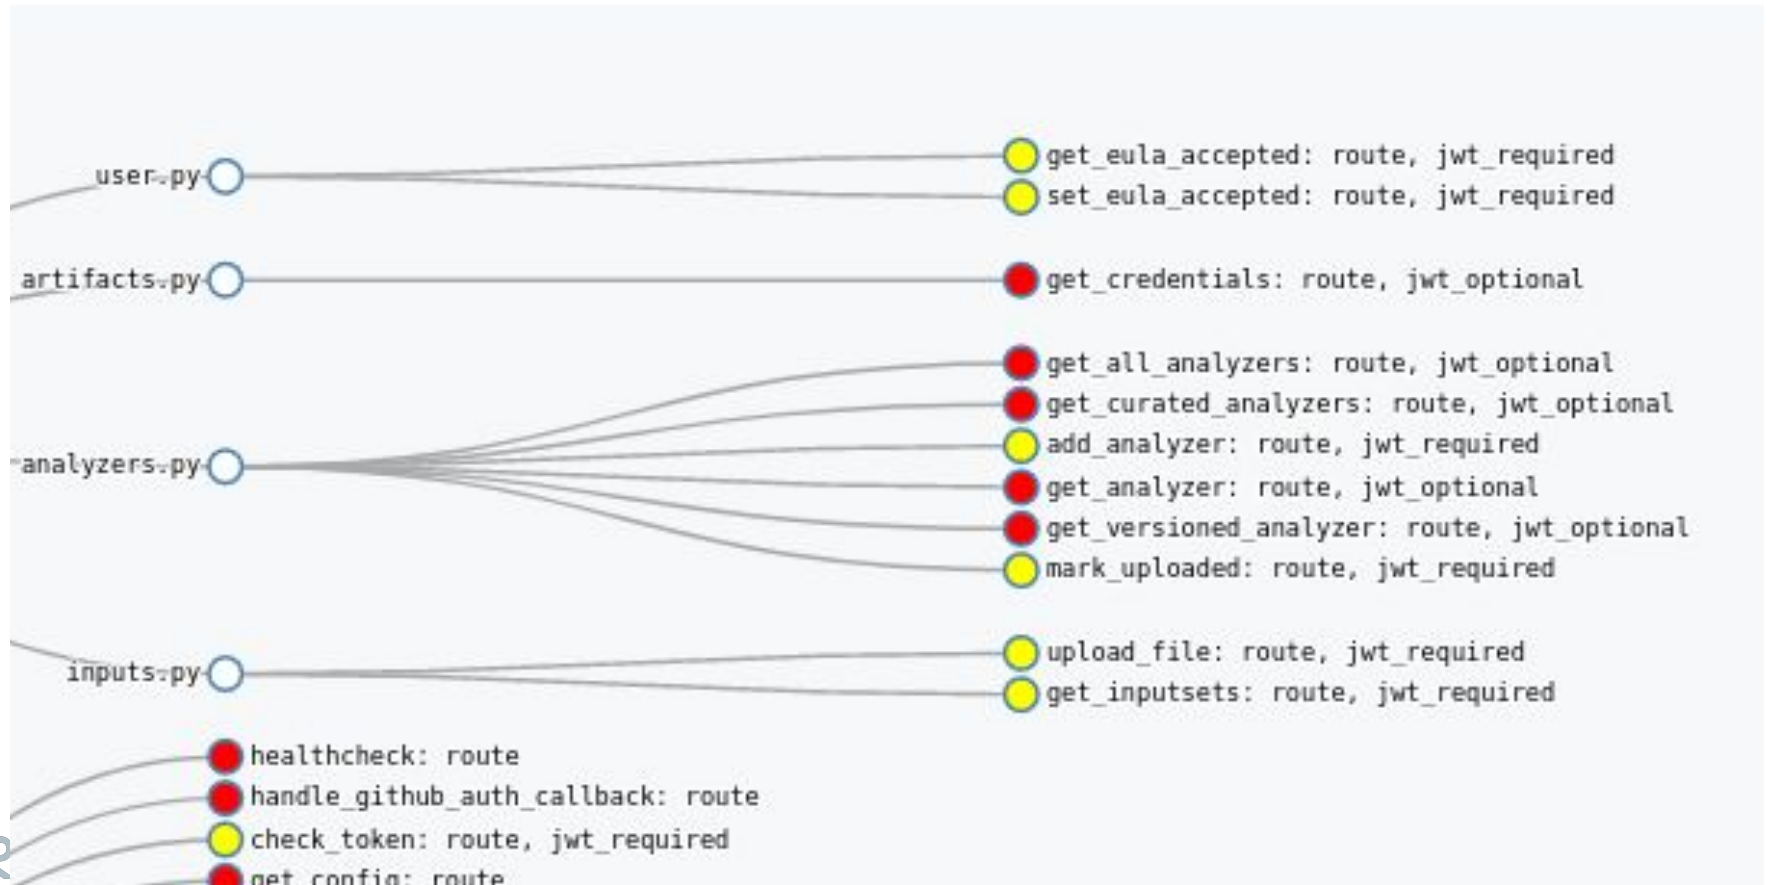 user.py
get_eula_accepted: route, jwt_required
set_eula_accepted: route, jwt_required
artifacts.py
get_credentials: route, jwt_optional
get_all_analyzers: route, jwt_optional
get_curated_analyzers: route, jwt_optional
add_analyzer: route, jwt_required
analyzers.py
get_analyzer: route, jwt_optional
get_versioned_analyzer: route, jwt_optional
mark_uploaded: route, jwt_required
upload_file: route, jwt_required
inputs.py
get_inputsets: route, jwt_required
healthcheck: route
handle_github_auth_callback: route
check_token: route, jwt_required
get_config: route